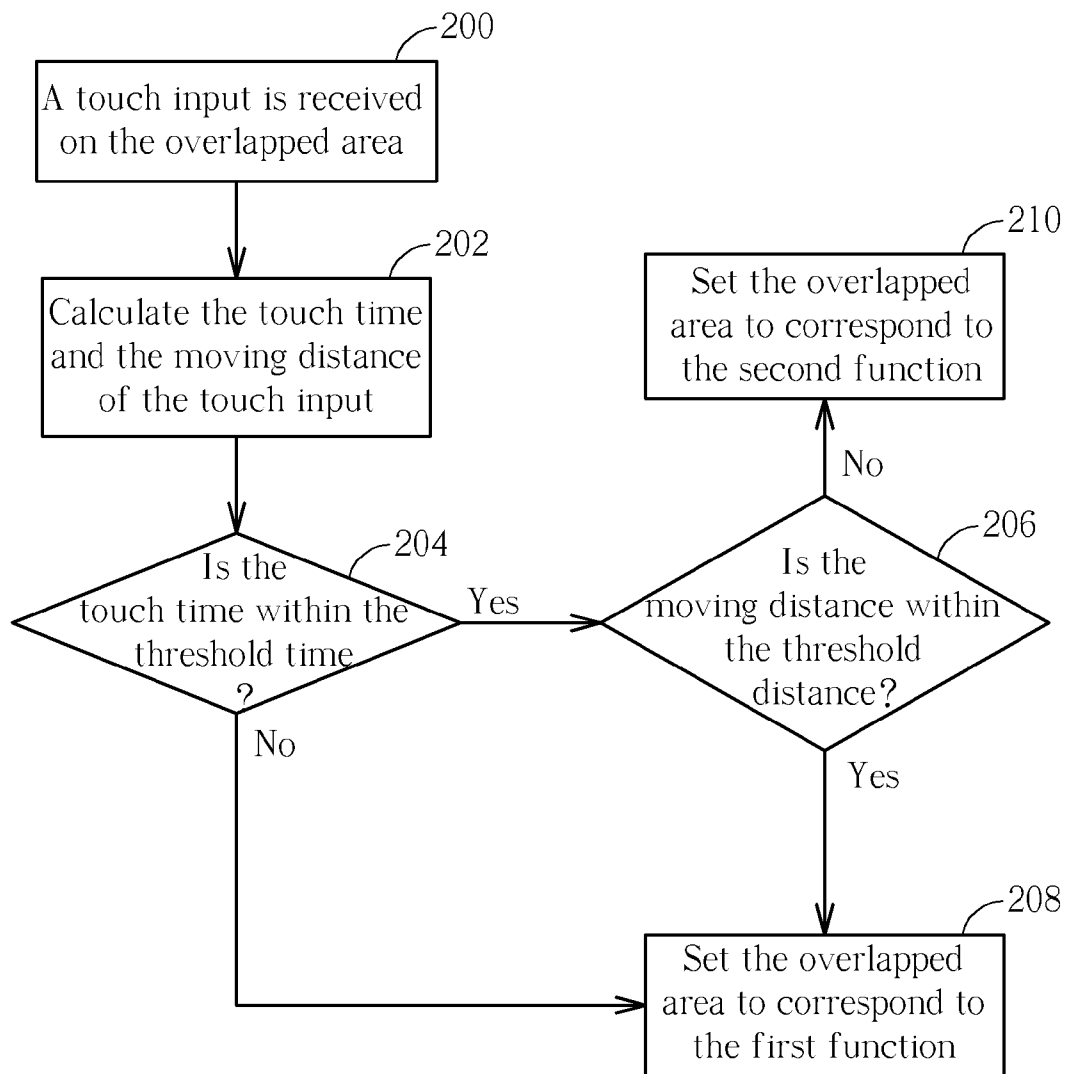 200
A touch input is received
on the overlapped area
202
Calculate the touch time
and the moving distance
of the touch input
204
Is the
touch time within the
threshold time
?
Yes
No
206
Is the
moving distance within
the threshold
distance?
No
Yes
210
Set the overlapped
area to correspond to
the second function
208
Set the overlapped
area to correspond to
the first function